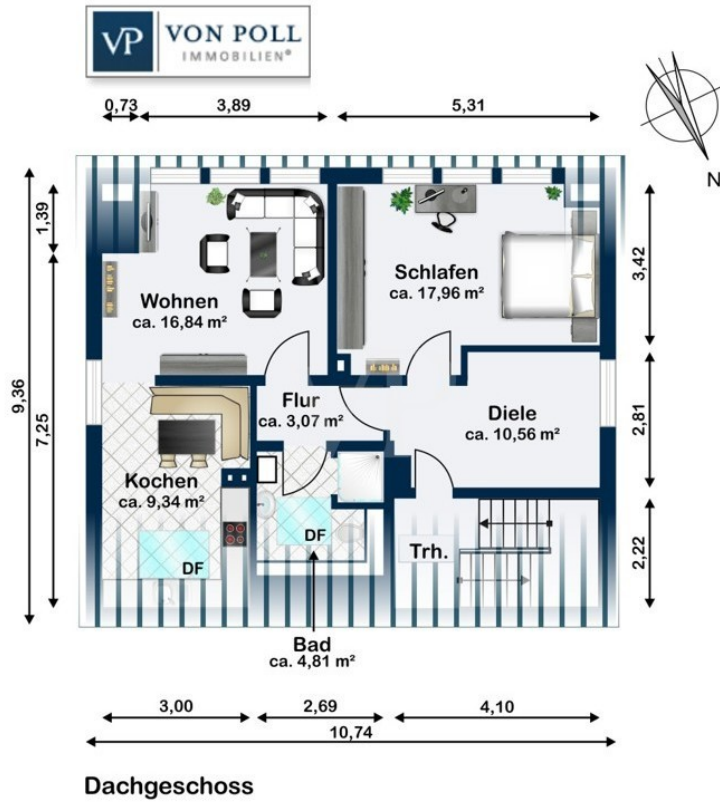 VP VON POLL
IMMOBILIEN®
0,73 3,89 5,31
N
1,39
3,42
Schlafen
ca. 17,96 m²
Wohnen
ca. 16,84 m²
9,36
7,25
2,81
Flur
ca. 3,07 m²
Diele
ca. 10,56 m²
Kochen
ca. 9,34 m²
DF
DF
Trh.
2,22
Bad
ca. 4,81 m²
3,00 2,69 4,10
10,74
Dachgeschoss